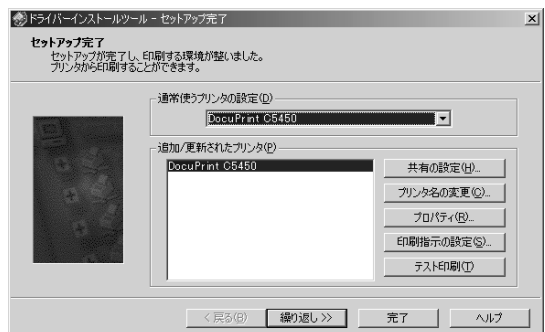 ドライバーインストールツール - セットアップ完了
セットアップ完了
セットアップが完了し、印刷する環境が整いました。
プリンタから印刷することができます。
通常使うプリンタの設定(D)
DocuPrint C5450
追加/更新されたプリンタ(P)
DocuPrint C5450
共有の設定(H)...
プリンタ名の変更(C)...
プロパティ(R)...
印刷指示の設定(S)...
テスト印刷(T)
< 戻る(B)
繰り返し >>
完了
ヘルプ